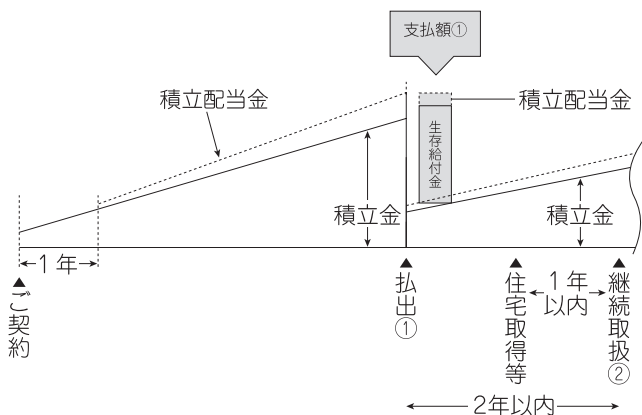 支払額①
積立配当金
積立配当金
生存給付金
積立金
積立金
1年
ご契約
払出①
住宅取得等
1年
以内
継続取扱②
2年以内